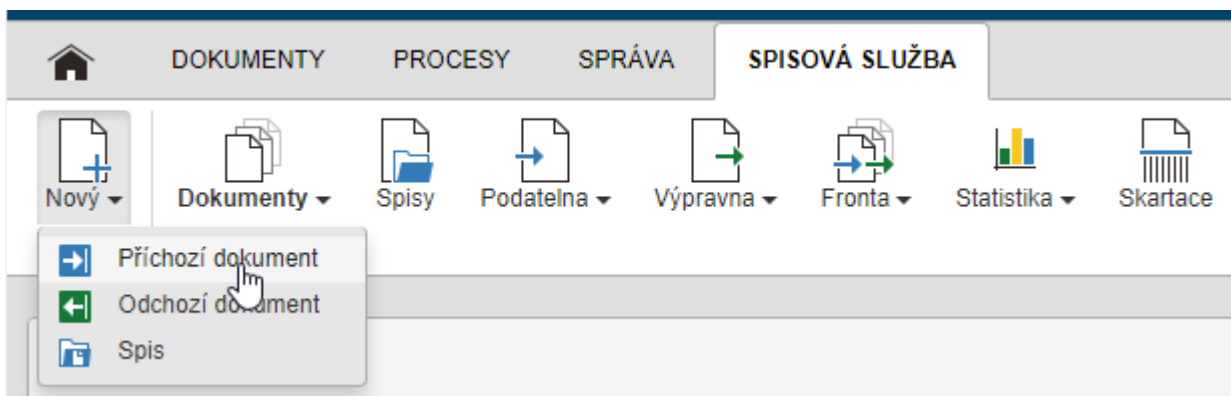 DOKUMENTY PROCESY SPRÁVA SPISOVÁ SLUŽBA
Nový Dokumenty Spisy Podatelna Výpravna Fronta Statistika Skartace
Příchozí dokument
Odchozí dokument
Spis